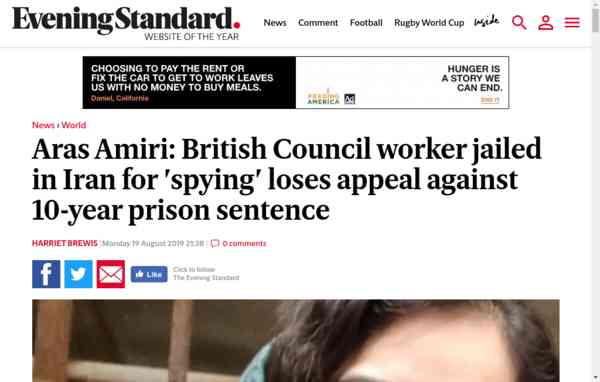 Evening Standard.
WEBSITE OF THE YEAR
News Comment Football Rugby World Cup Inside
CHOOSING TO PAY THE RENT OR
FIX THE CAR TO GET TO WORK LEAVES
US WITH NO MONEY TO BUY MEALS.
Daniel, California
FEEDING
AMERICA
Ad
HUNGER IS
A STORY WE
CAN END.
END IT
News › World
Aras Amiri: British Council worker jailed
in Iran for 'spying' loses appeal against
10-year prison sentence
HARRIET BREWIS | Monday 19 August 2019 21:38 | 0 comments
Like
Click to follow
The Evening Standard